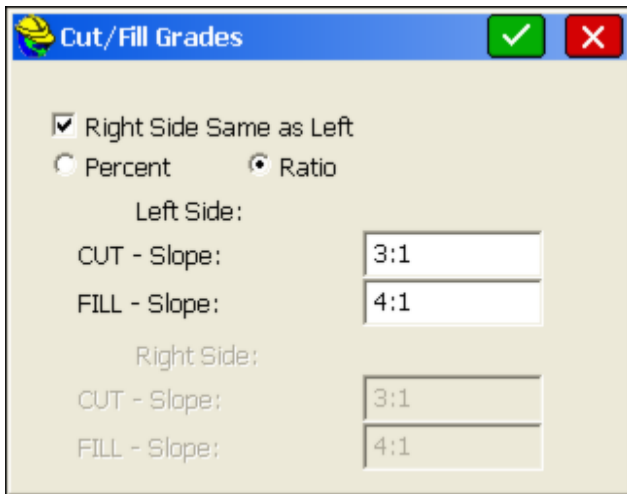 Cut/Fill Grades
Right Side Same as Left
Percent Ratio
Left Side:
CUT - Slope: 3:1
FILL - Slope: 4:1
Right Side:
CUT - Slope: 3:1
FILL - Slope: 4:1